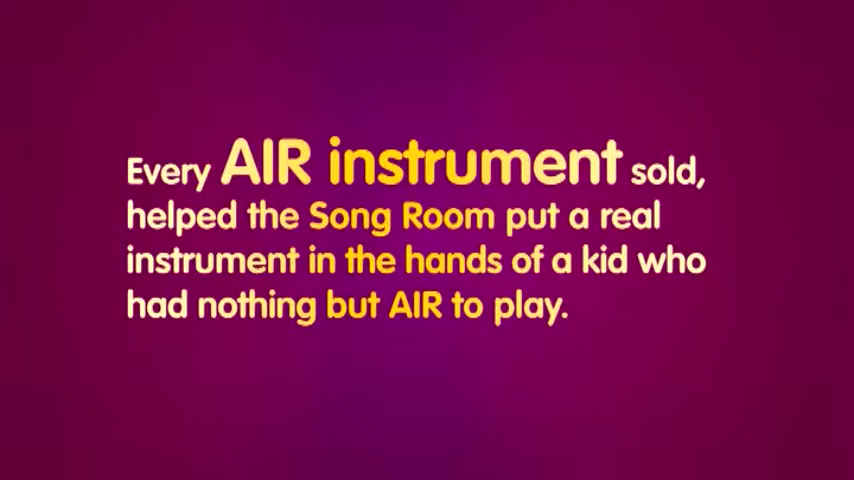 Every AIR instrument sold,
helped the Song Room put a real
instrument in the hands of a kid who
had nothing but AIR to play.